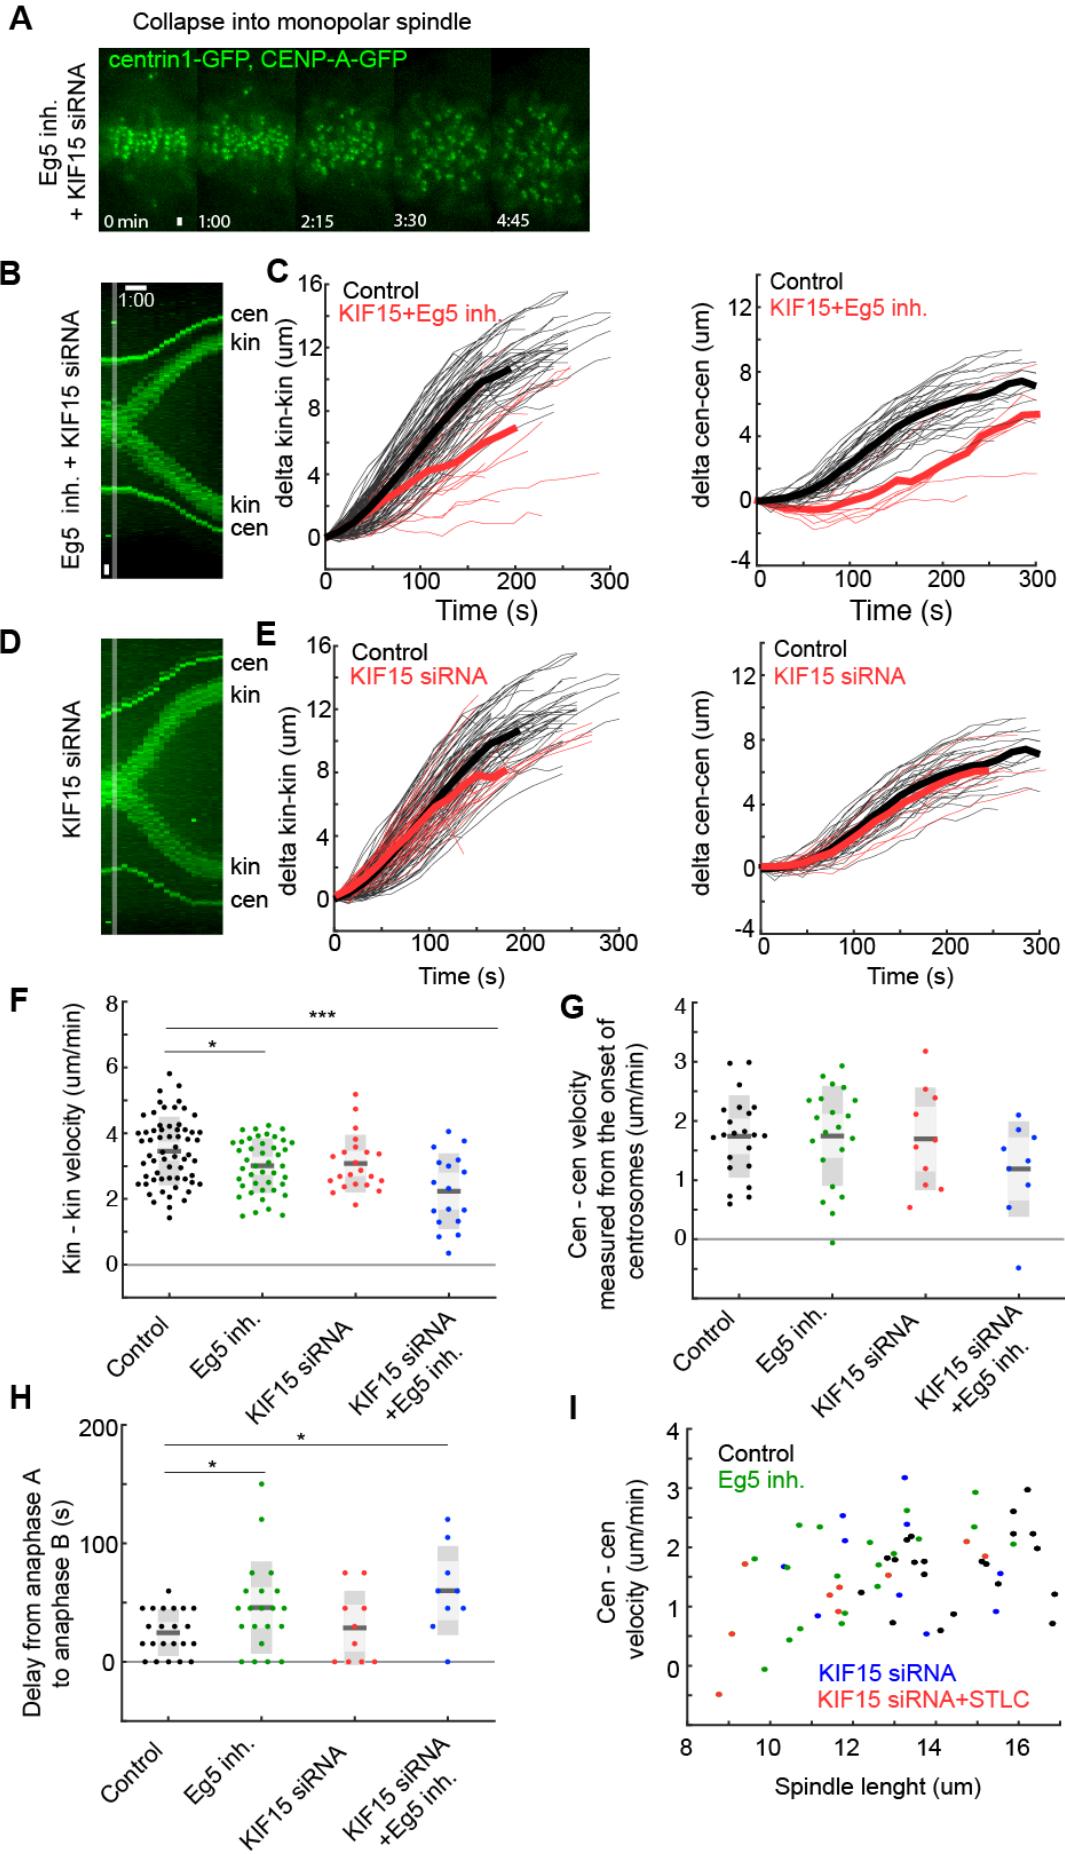 A
Collapse into monopolar spindle
Eg5 inh.
+ KIF15 siRNA
centrin1-GFP, CENP-A-GFP
0 min
1:00
2:15
3:30
4:45
B
Eg5 inh. + KIF15 siRNA
1:00
cen
kin
kin
cen
C
16
12
8
4
0
delta kin-kin (um)
Control
KIF15+Eg5 inh.
0
100
200
300
Time (s)
12
8
4
0
-4
delta cen-cen (um)
Control
KIF15+Eg5 inh.
0
100
200
300
Time (s)
D
KIF15 siRNA
cen
kin
kin
cen
E
16
12
8
4
0
delta kin-kin (um)
Control
KIF15 siRNA
0
100
200
300
Time (s)
12
8
4
0
-4
delta cen-cen (um)
Control
KIF15 siRNA
0
100
200
300
Time (s)
F
8
6
4
2
0
Kin - kin velocity (um/min)
***
*
Control
Eg5 inh.
KIF15 siRNA
KIF15 siRNA
+Eg5 inh.
G
4
3
2
1
0
Cen - cen velocity
measured from the onset of
centrosomes (um/min)
Control
Eg5 inh.
KIF15 siRNA
KIF15 siRNA
+Eg5 inh.
H
200
100
0
Delay from anaphase A
to anaphase B (s)
*
*
Control
Eg5 inh.
KIF15 siRNA
KIF15 siRNA
+Eg5 inh.
I
4
3
2
1
0
Cen - cen
velocity (um/min)
Control
Eg5 inh.
KIF15 siRNA
KIF15 siRNA+STLC
8
10
12
14
16
Spindle lenght (um)